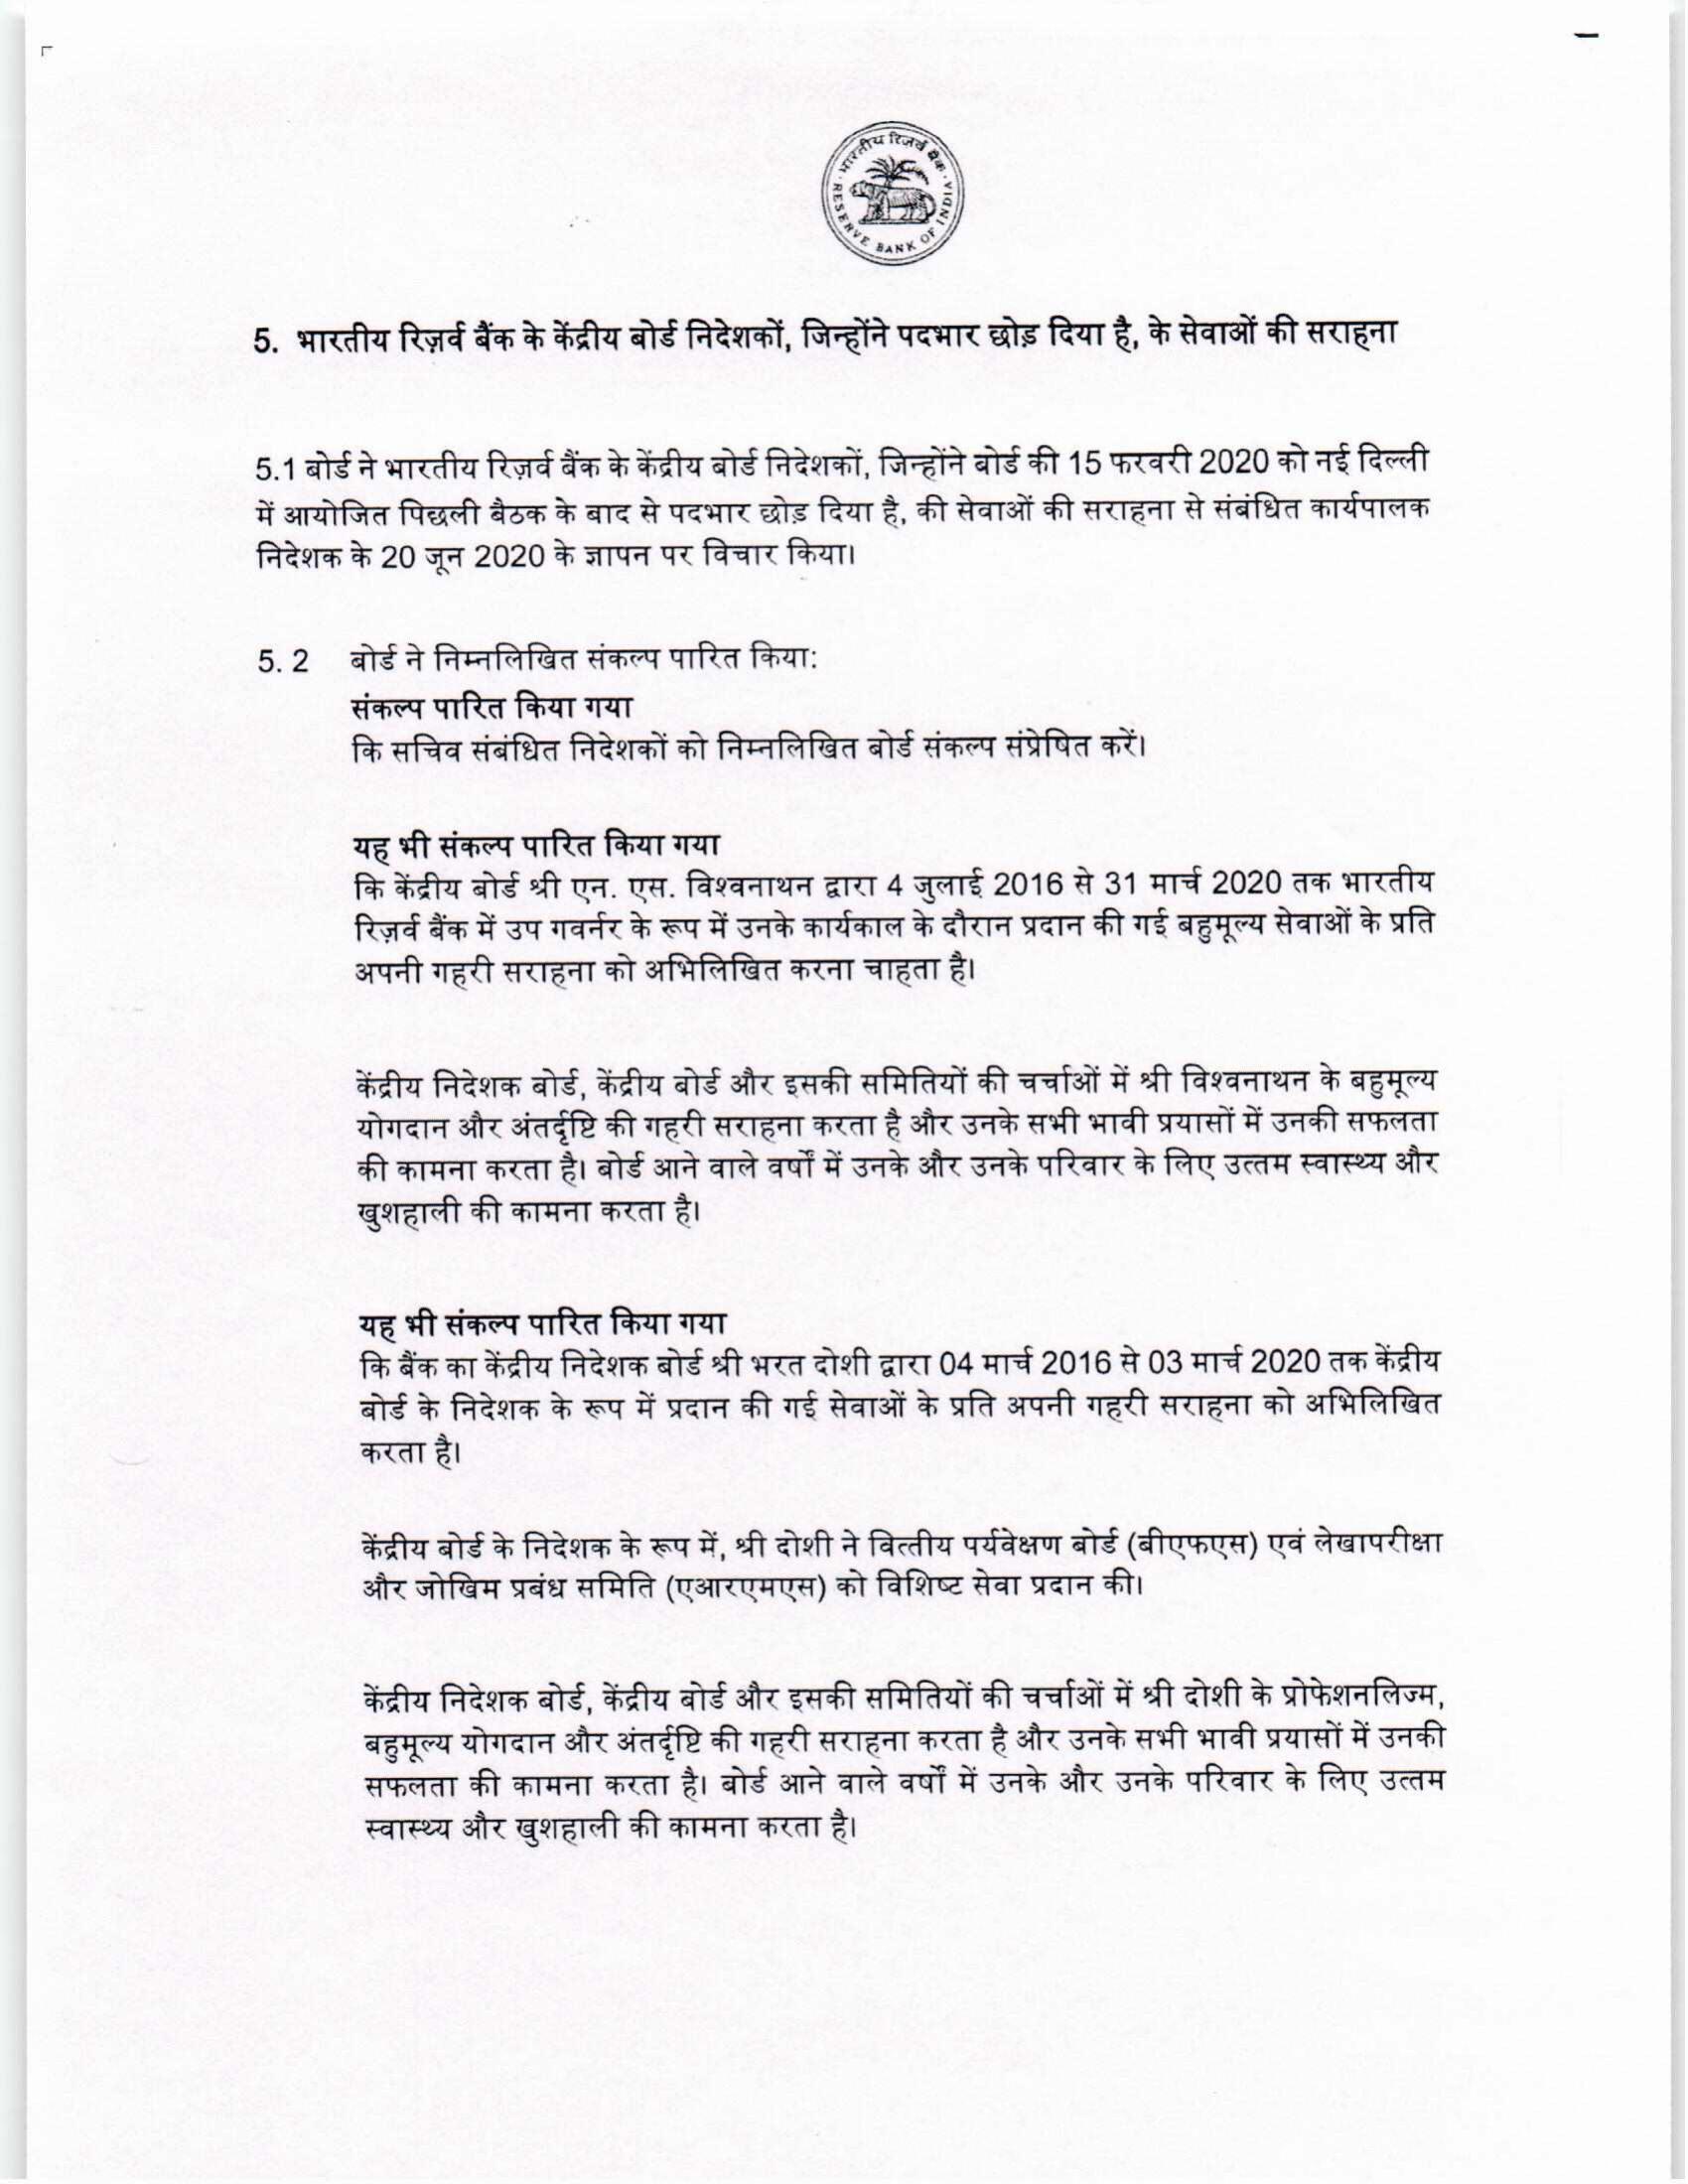 भारतीय रिज़र्व बैंक
RESERVE BANK OF INDIA
5. भारतीय रिज़र्व बैंक के केंद्रीय बोर्ड निदेशकों, जिन्होंने पदभार छोड़ दिया है, के सेवाओं की सराहना
5.1 बोर्ड ने भारतीय रिज़र्व बैंक के केंद्रीय बोर्ड निदेशकों, जिन्होंने बोर्ड की 15 फरवरी 2020 को नई दिल्ली
में आयोजित पिछली बैठक के बाद से पदभार छोड़ दिया है, की सेवाओं की सराहना से संबंधित कार्यपालक
निदेशक के 20 जून 2020 के ज्ञापन पर विचार किया।
5. 2 बोर्ड ने निम्नलिखित संकल्प पारित किया:
संकल्प पारित किया गया
कि सचिव संबंधित निदेशकों को निम्नलिखित बोर्ड संकल्प संप्रेषित करें।
यह भी संकल्प पारित किया गया
कि केंद्रीय बोर्ड श्री एन. एस. विश्वनाथन द्वारा 4 जुलाई 2016 से 31 मार्च 2020 तक भारतीय
रिज़र्व बैंक में उप गवर्नर के रूप में उनके कार्यकाल के दौरान प्रदान की गई बहुमूल्य सेवाओं के प्रति
अपनी गहरी सराहना को अभिलिखित करना चाहता है।
केंद्रीय निदेशक बोर्ड, केंद्रीय बोर्ड और इसकी समितियों की चर्चाओं में श्री विश्वनाथन के बहुमूल्य
योगदान और अंतर्दृष्टि की गहरी सराहना करता है और उनके सभी भावी प्रयासों में उनकी सफलता
की कामना करता है। बोर्ड आने वाले वर्षों में उनके और उनके परिवार के लिए उत्तम स्वास्थ्य और
खुशहाली की कामना करता है।
यह भी संकल्प पारित किया गया
कि बैंक का केंद्रीय निदेशक बोर्ड श्री भरत दोशी द्वारा 04 मार्च 2016 से 03 मार्च 2020 तक केंद्रीय
बोर्ड के निदेशक के रूप में प्रदान की गई सेवाओं के प्रति अपनी गहरी सराहना को अभिलिखित
करता है।
केंद्रीय बोर्ड के निदेशक के रूप में, श्री दोशी ने वित्तीय पर्यवेक्षण बोर्ड (बीएफएस) एवं लेखापरीक्षा
और जोखिम प्रबंध समिति (एआरएमएस) को विशिष्ट सेवा प्रदान की।
केंद्रीय निदेशक बोर्ड, केंद्रीय बोर्ड और इसकी समितियों की चर्चाओं में श्री दोशी के प्रोफेशनलिज्म,
बहुमूल्य योगदान और अंतर्दृष्टि की गहरी सराहना करता है और उनके सभी भावी प्रयासों में उनकी
सफलता की कामना करता है। बोर्ड आने वाले वर्षों में उनके और उनके परिवार के लिए उत्तम
स्वास्थ्य और खुशहाली की कामना करता है।